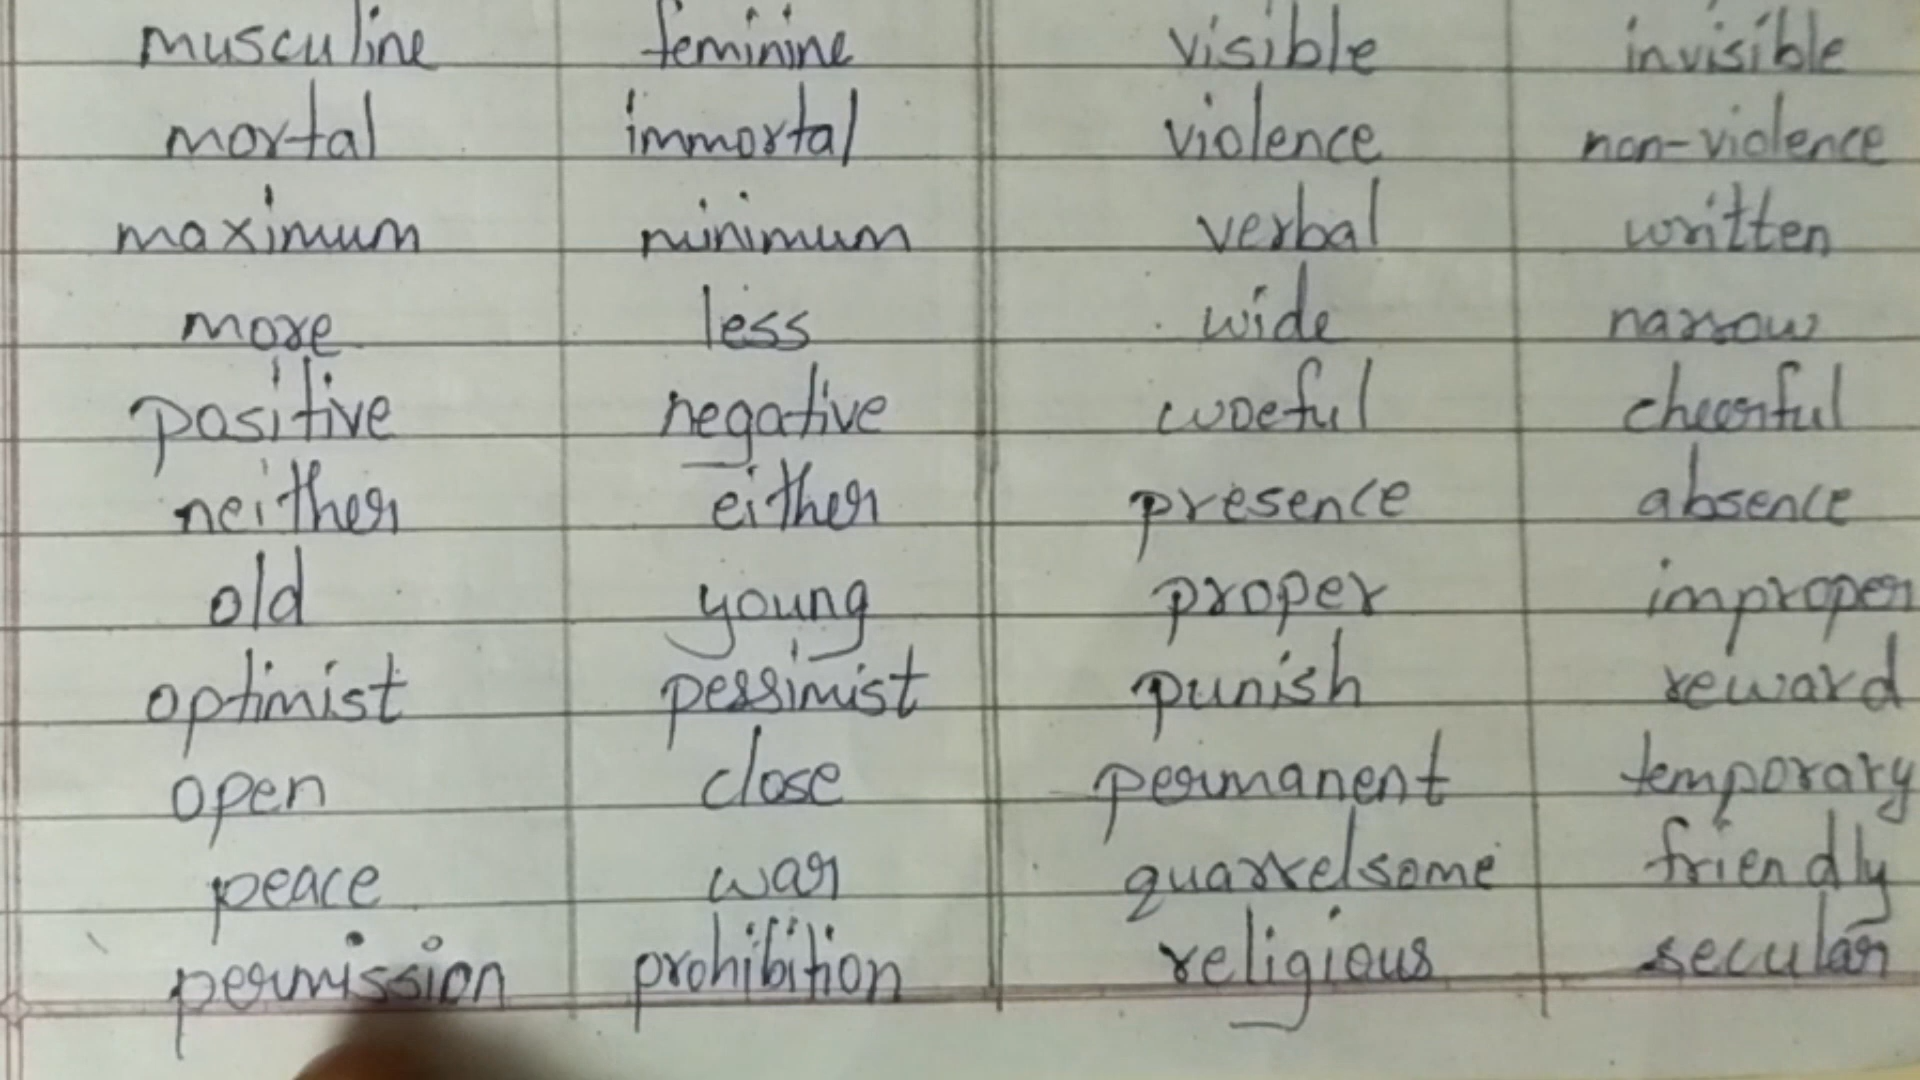 musculine feminine visible invisible
mortal immortal violence non-violence
maximum minimum verbal written
more less wide narrow
positive negative woeful cheerful
neither either presence absence
old young proper improper
optimist pessimist punish reward
open close permanent temporary
peace war quarrelsome friendly
permission prohibition religious secular